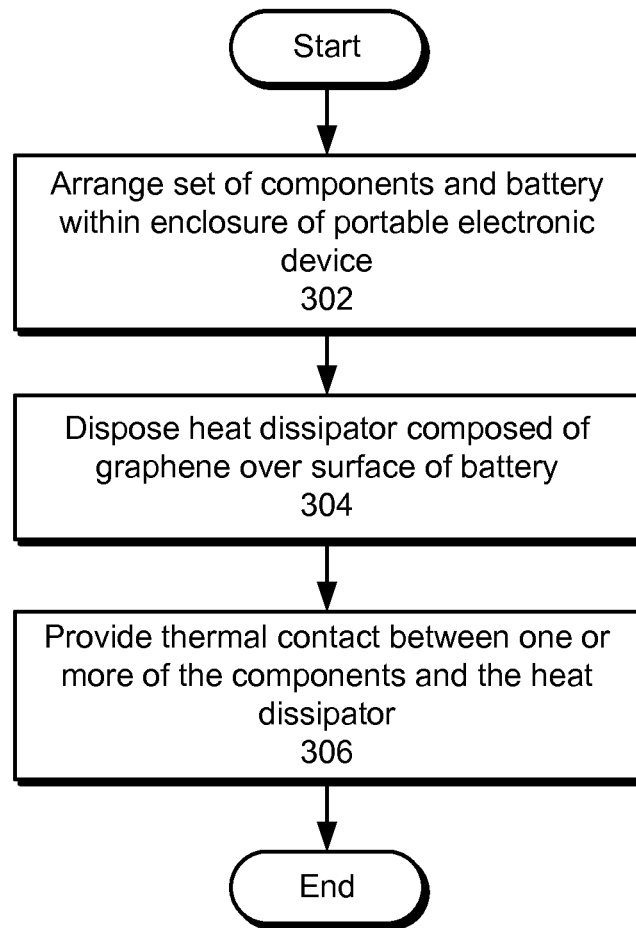 Start
Arrange set of components and battery
within enclosure of portable electronic
device
302
Dispose heat dissipator composed of
graphene over surface of battery
304
Provide thermal contact between one or
more of the components and the heat
dissipator
306
End